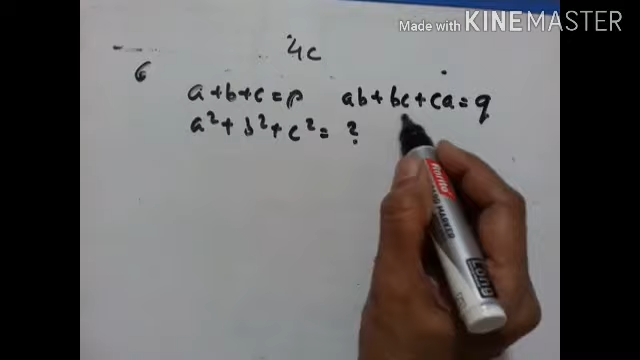 Made with KINEMASTER
4c
6
a+b+c=p ab+bc+ca=q
a²+b²+c²=?